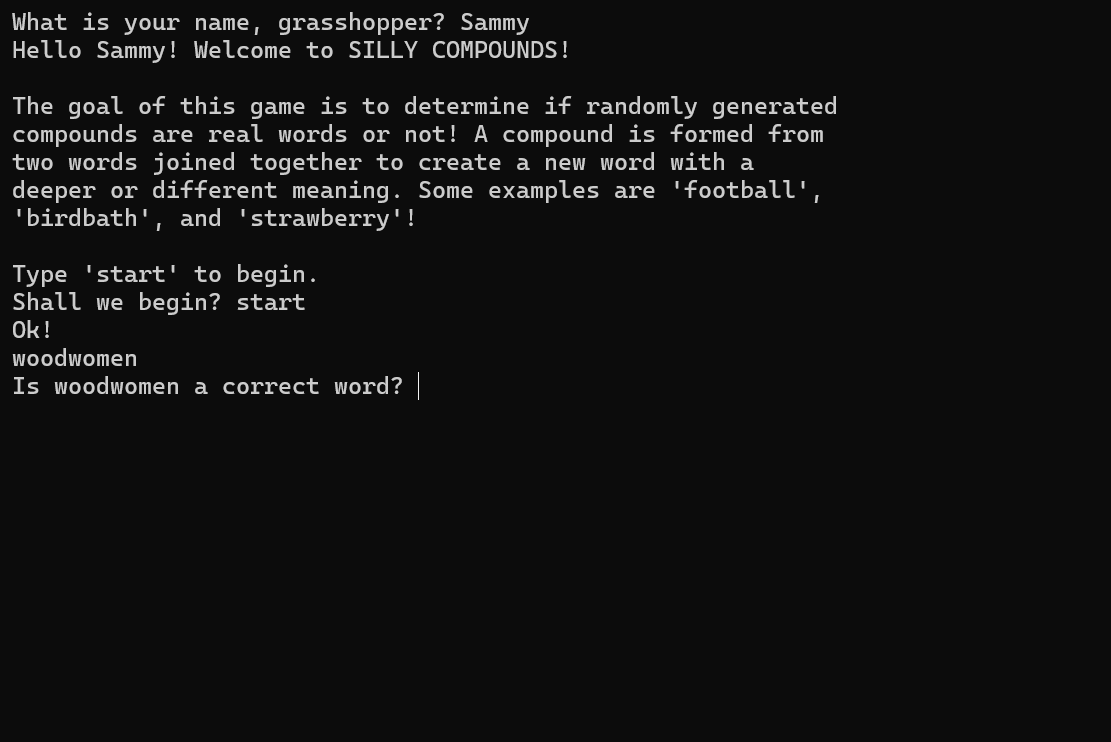 What is your name, grasshopper? Sammy
Hello Sammy! Welcome to SILLY COMPOUNDS!
The goal of this game is to determine if randomly generated
compounds are real words or not! A compound is formed from
two words joined together to create a new word with a
deeper or different meaning. Some examples are 'football',
'birdbath', and 'strawberry'!
Type 'start' to begin.
Shall we begin? start
Ok!
woodwomen
Is woodwomen a correct word?